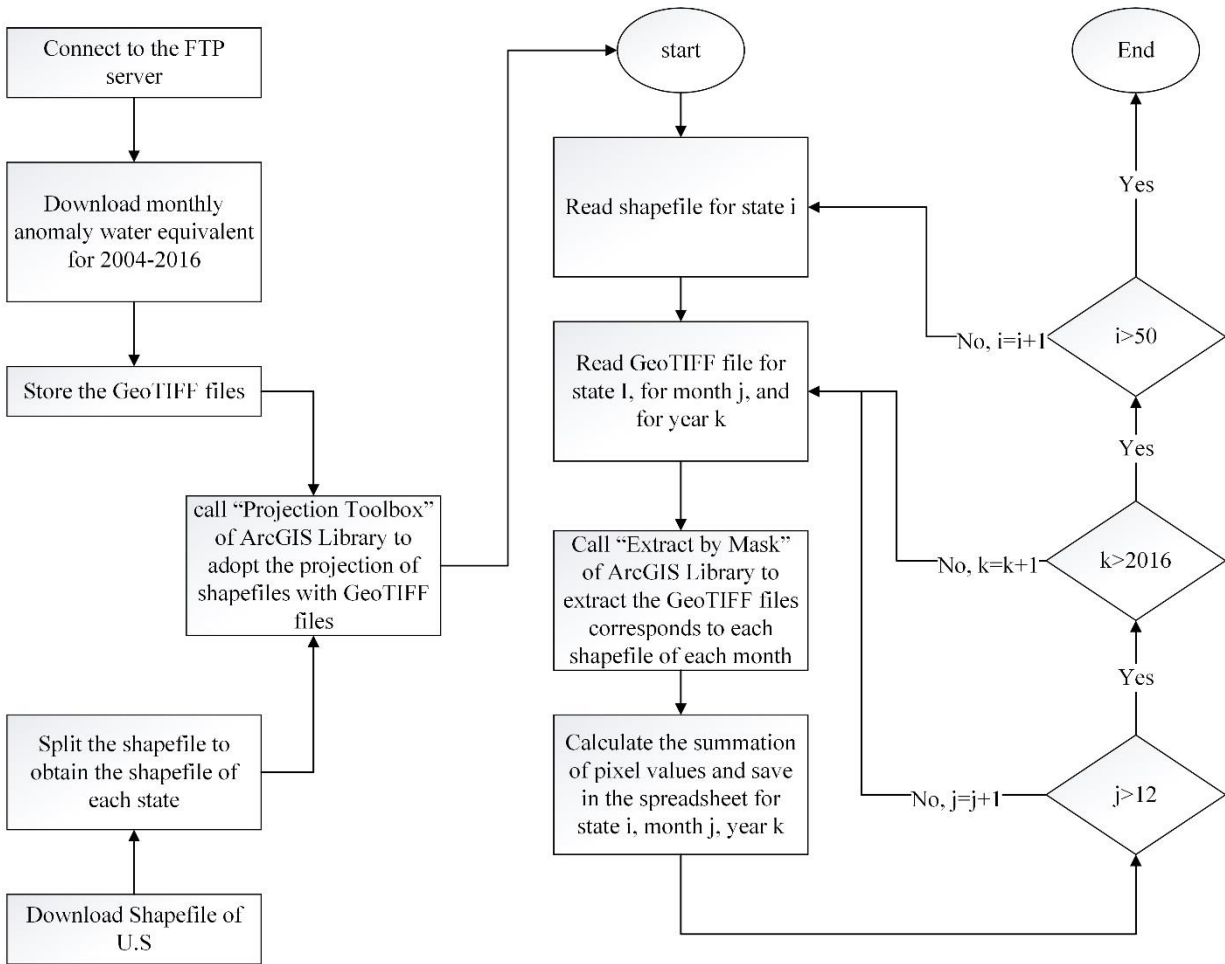 Connect to the FTP
server
Download monthly
anomaly water equivalent
for 2004-2016
Store the GeoTIFF files
call “Projection Toolbox”
of ArcGIS Library to
adopt the projection of
shapefiles with GeoTIFF
files
Split the shapefile to
obtain the shapefile of
each state
Download Shapefile of
U.S
start
Read shapefile for state i
Read GeoTIFF file for
state I, for month j, and
for year k
Call “Extract by Mask”
of ArcGIS Library to
extract the GeoTIFF files
corresponds to each
shapefile of each month
Calculate the summation
of pixel values and save
in the spreadsheet for
state i, month j, year k
j>12
No, j=j+1
Yes
k>2016
No, k=k+1
Yes
i>50
No, i=i+1
Yes
End